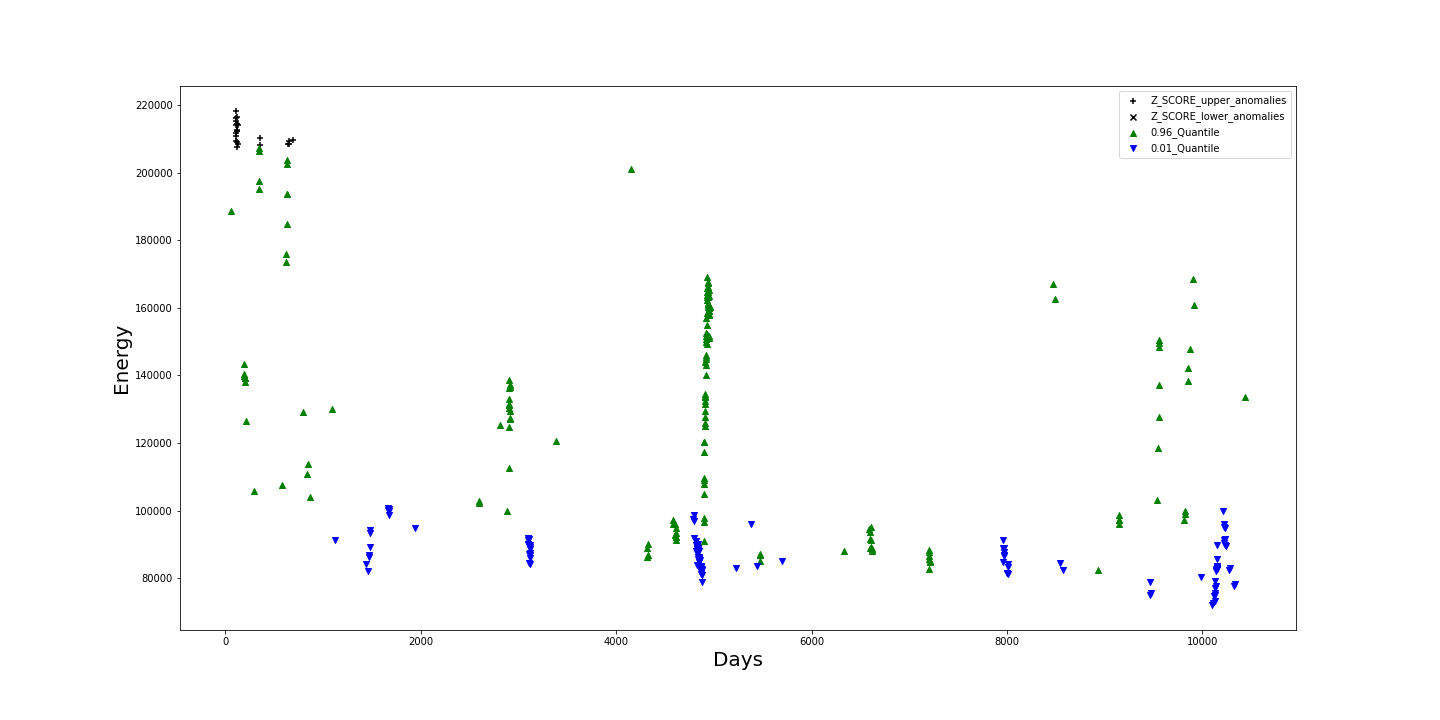 Z_SCORE_upper_anomalies
Z_SCORE_lower_anomalies
0.96_Quantile
0.01_Quantile
220000
200000
180000
160000
140000
120000
100000
80000
Energy
0 2000 4000 6000 8000 10000
Days